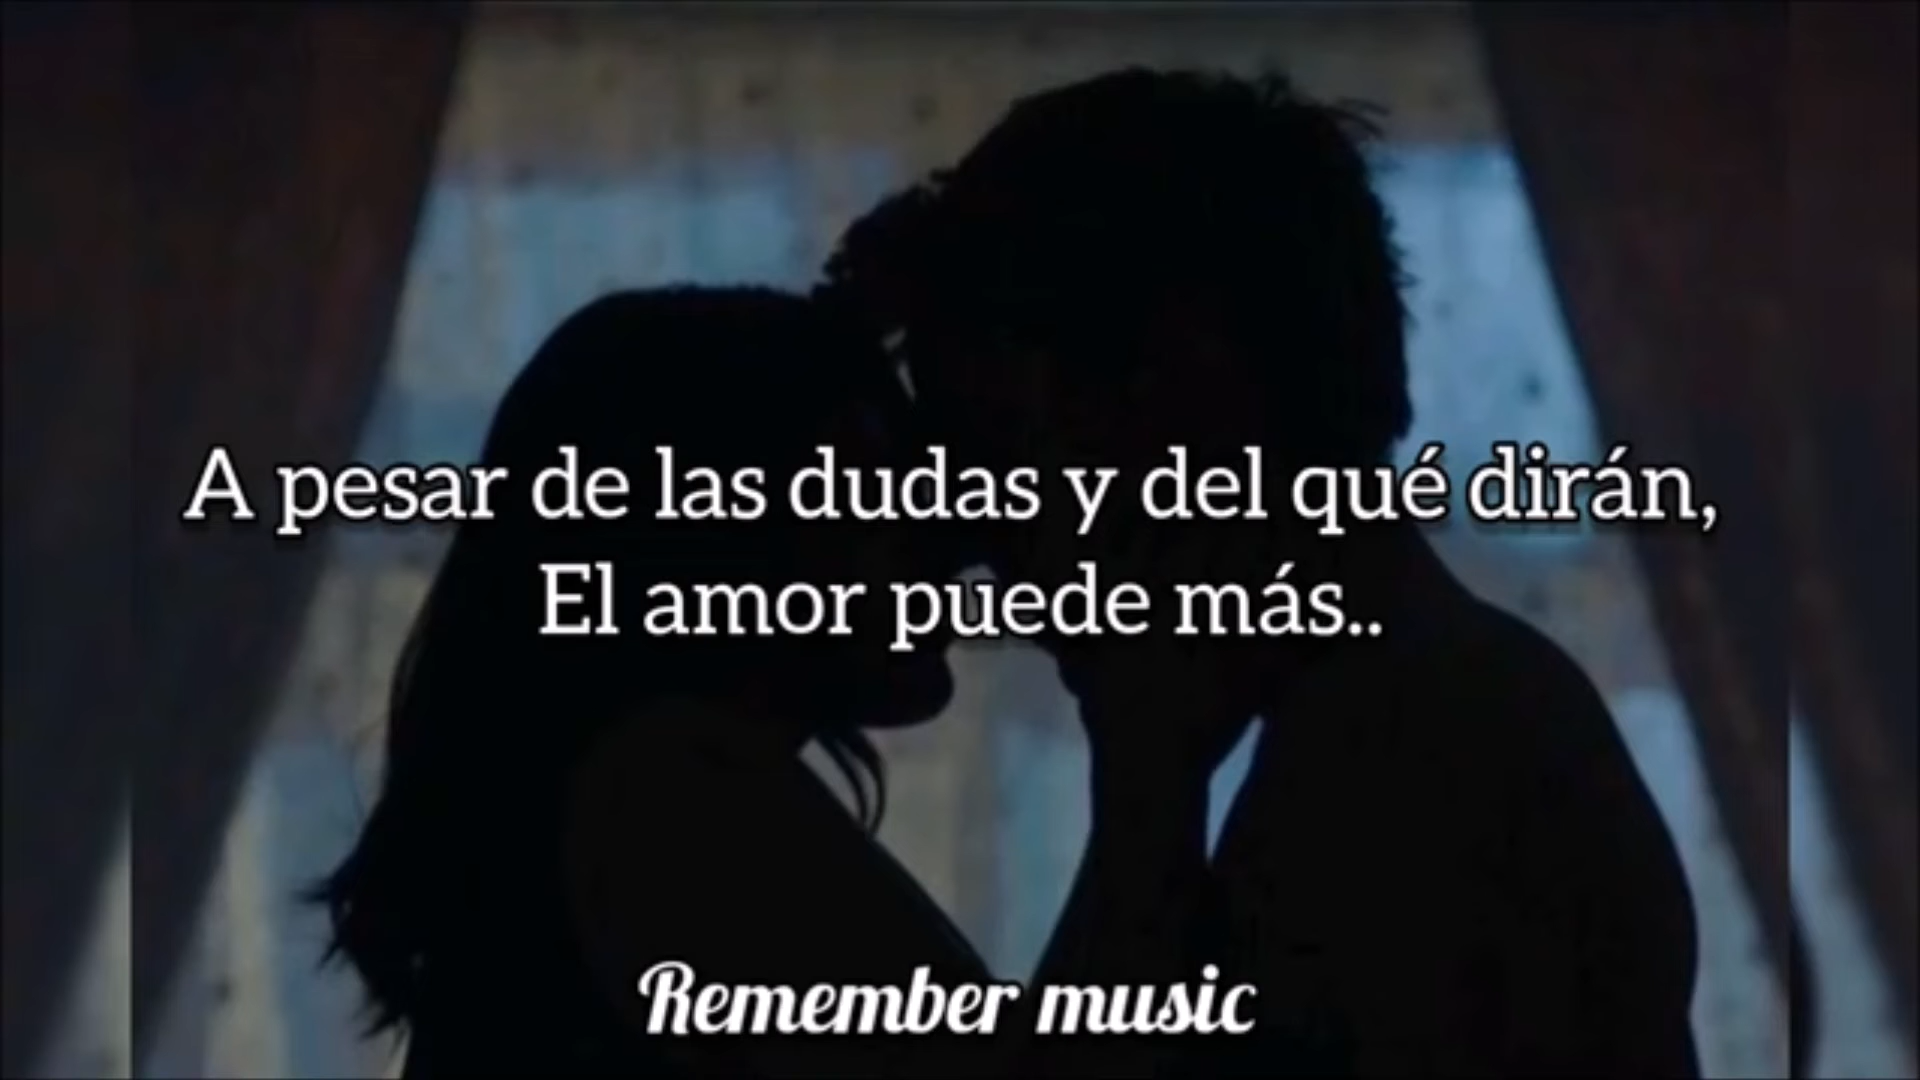 A pesar de las dudas y del qué dirán,
El amor puede más..
Remember music